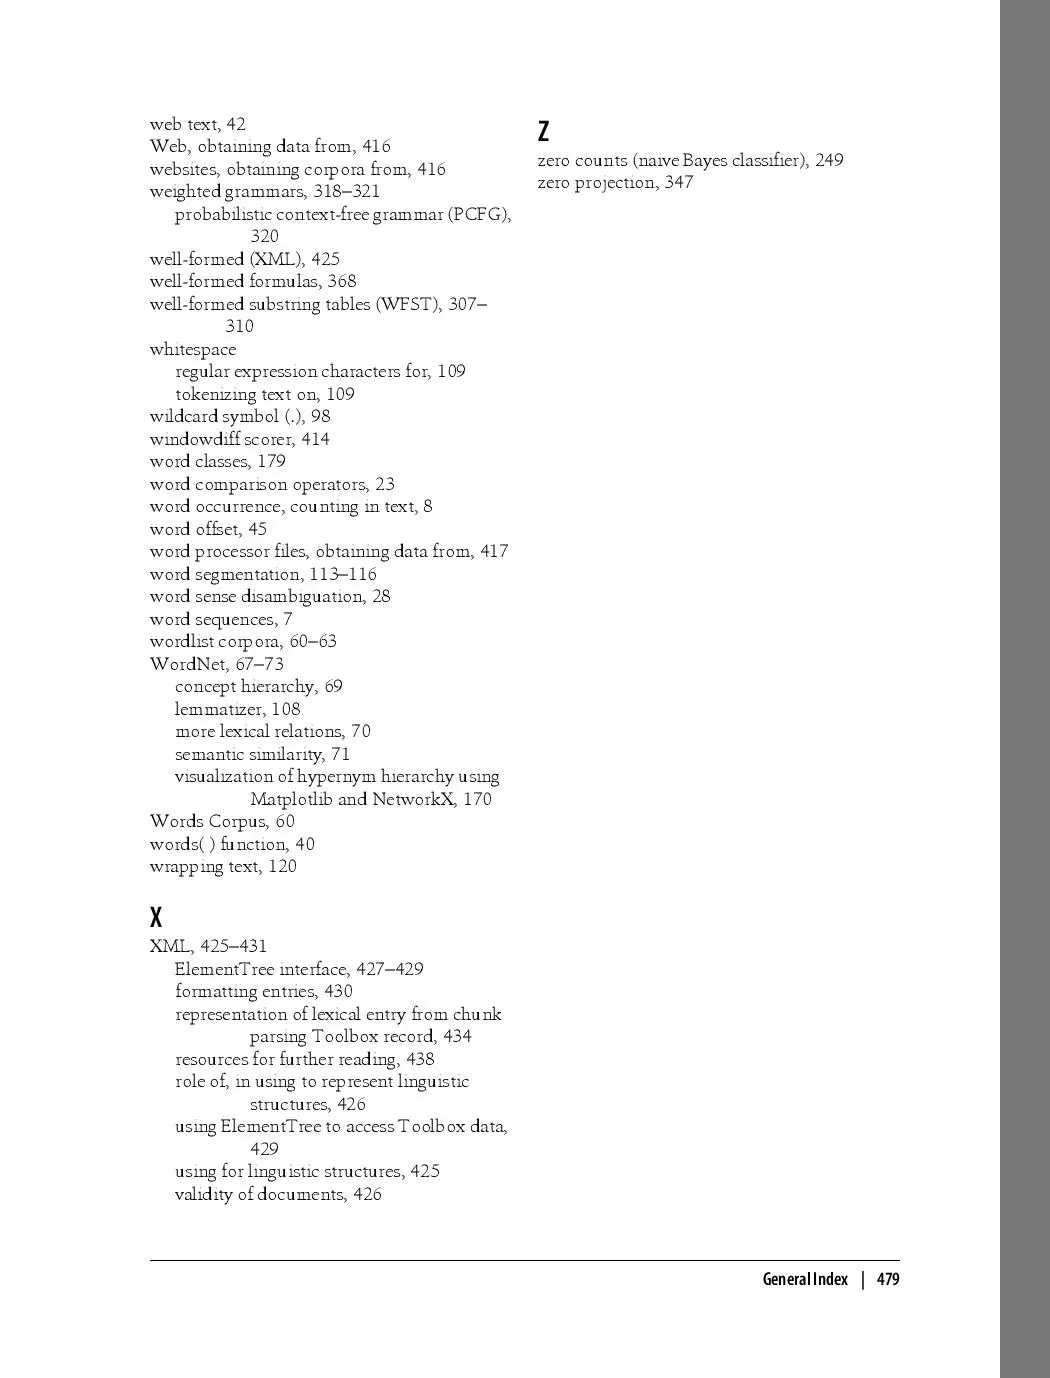 web text, 42
Web, obtaining data from, 416
websites, obtaining corpora from, 416
weighted grammars, 318–321
probabilistic context-free grammar (PCFG),
320
well-formed (XML), 425
well-formed formulas, 368
well-formed substring tables (WFST), 307–
310
whitespace
regular expression characters for, 109
tokenizing text on, 109
wildcard symbol (.), 98
windowdiff scorer, 414
word classes, 179
word comparison operators, 23
word occurrence, counting in text, 8
word offset, 45
word processor files, obtaining data from, 417
word segmentation, 113–116
word sense disambiguation, 28
word sequences, 7
wordlist corpora, 60–63
WordNet, 67–73
concept hierarchy, 69
lemmatizer, 108
more lexical relations, 70
semantic similarity, 71
visualization of hypernym hierarchy using
Matplotlib and NetworkX, 170
Words Corpus, 60
words( ) function, 40
wrapping text, 120
X
XML, 425–431
ElementTree interface, 427–429
formatting entries, 430
representation of lexical entry from chunk
parsing Toolbox record, 434
resources for further reading, 438
role of, in using to represent linguistic
structures, 426
using ElementTree to access Toolbox data,
429
using for linguistic structures, 425
validity of documents, 426
Z
zero counts (naive Bayes classifier), 249
zero projection, 347
General Index | 479